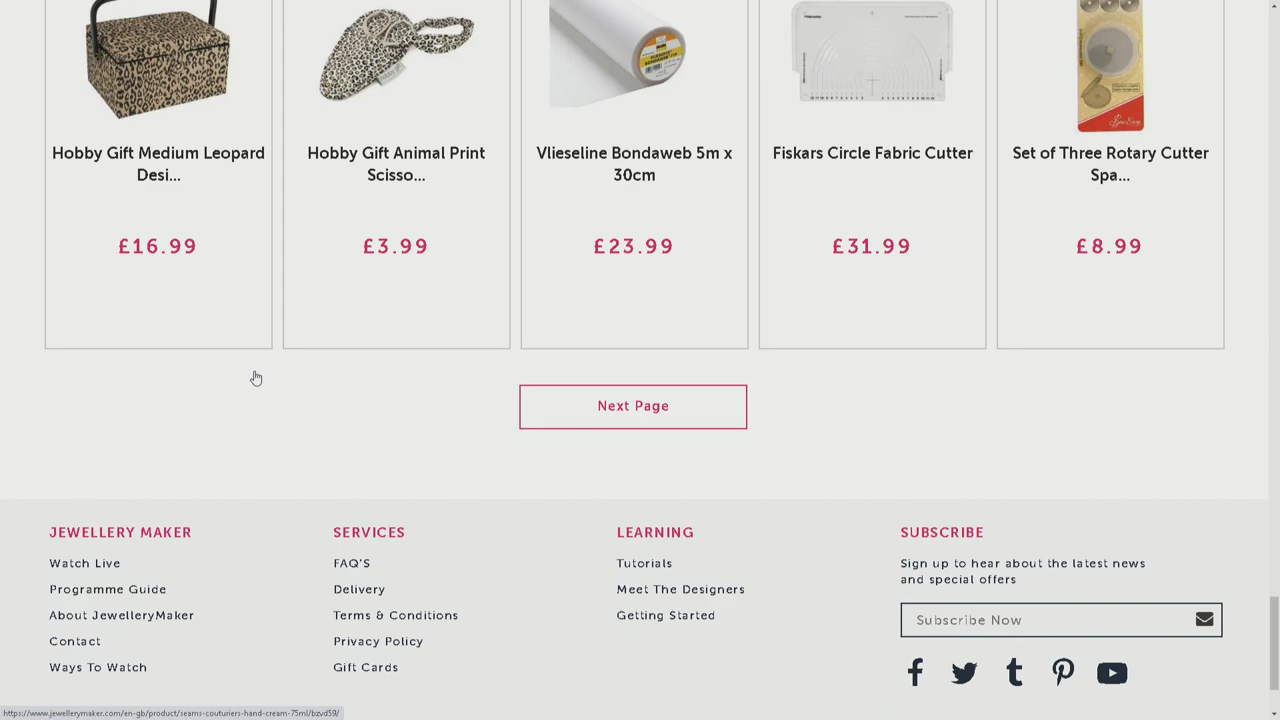 Hobby Gift Medium Leopard
Desi...
£16.99
Hobby Gift Animal Print
Scisso...
£3.99
Vlieseline Bondaweb 5m x
30cm
£23.99
Fiskars Circle Fabric Cutter
£31.99
Set of Three Rotary Cutter
Spa...
£8.99
Next Page
JEWELLERY MAKER
Watch Live
Programme Guide
About JewelleryMaker
Contact
Ways To Watch
SERVICES
FAQ'S
Delivery
Terms & Conditions
Privacy Policy
Gift Cards
LEARNING
Tutorials
Meet The Designers
Getting Started
SUBSCRIBE
Sign up to hear about the latest news
and special offers
Subscribe Now
https://www.jewellerymaker.com/en-gb/product/seams-couturiers-hand-cream-75ml/bzvd59/